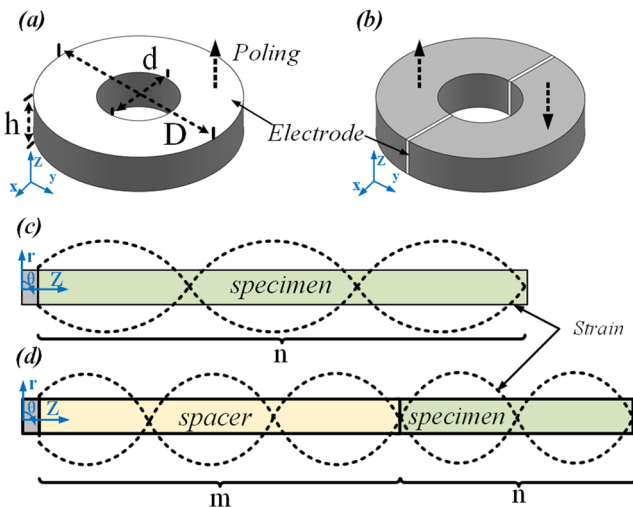 (a)
(b)
Poling
d
h
D
Electrode
z
y
x
z
y
x
(c)
r
θ
Z
specimen
n
Strain
(d)
r
θ
Z
spacer
specimen
m
n